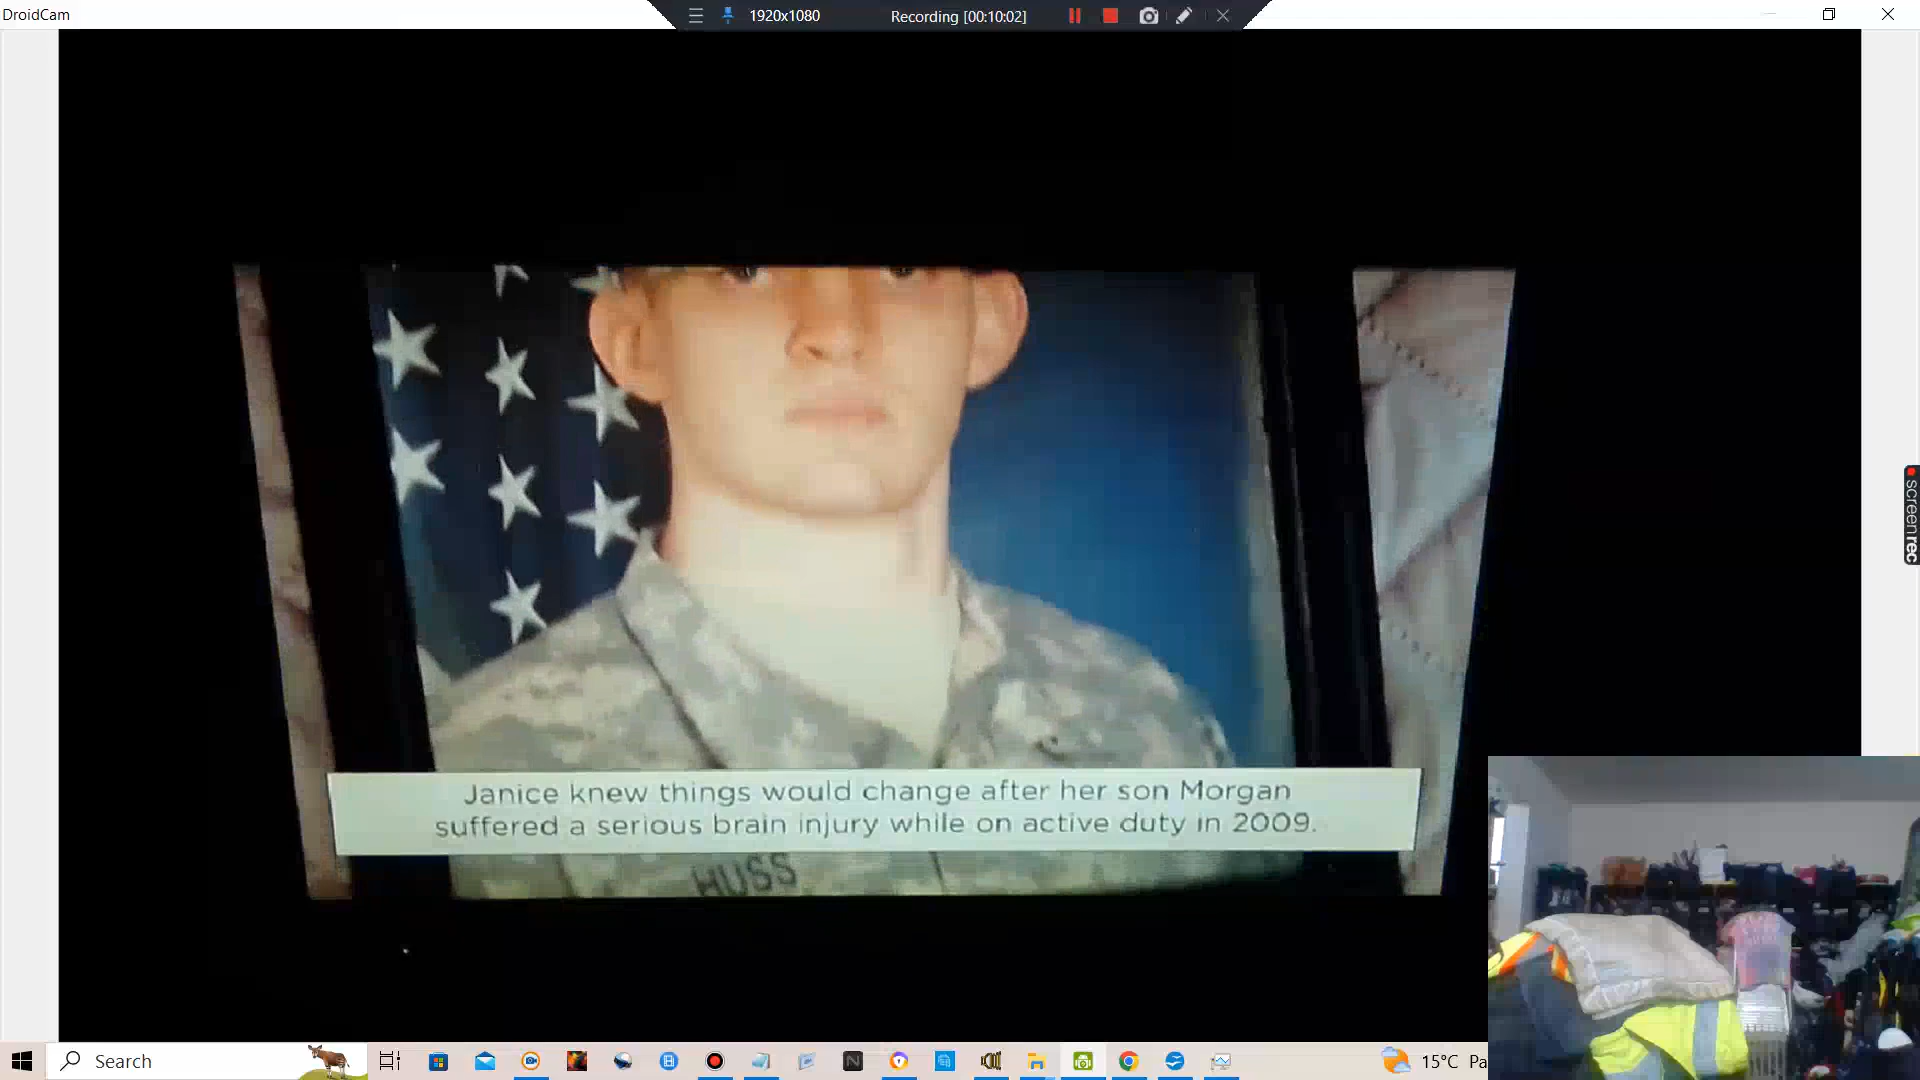 DroidCam
1920x1080
Recording [00:10:02]
screenrec
Janice knew things would change after her son Morgan
suffered a serious brain injury while on active duty in 2009.
HUSS
Search
15°C Pa